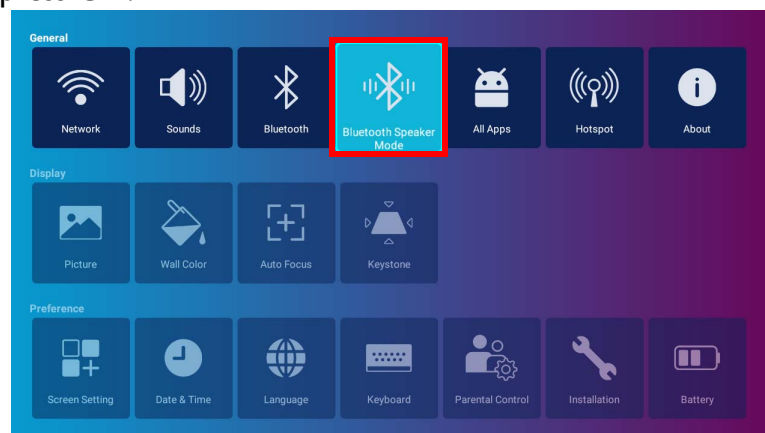 General
Network
Sounds
Bluetooth
Bluetooth Speaker
Mode
All Apps
Hotspot
About
Display
Picture
Wall Color
Auto Focus
Keystone
Preference
Screen Setting
Date & Time
Language
Keyboard
Parental Control
Installation
Battery